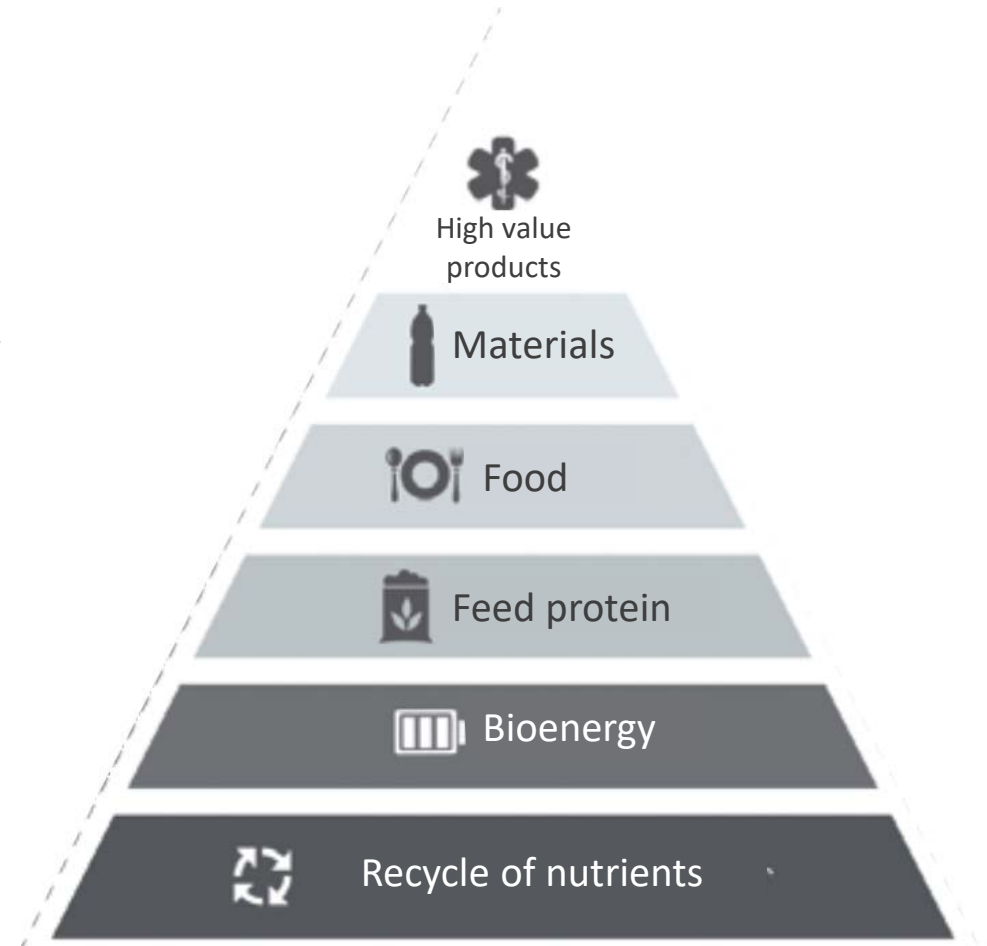 High value
products
Materials
Food
Feed protein
Bioenergy
Recycle of nutrients